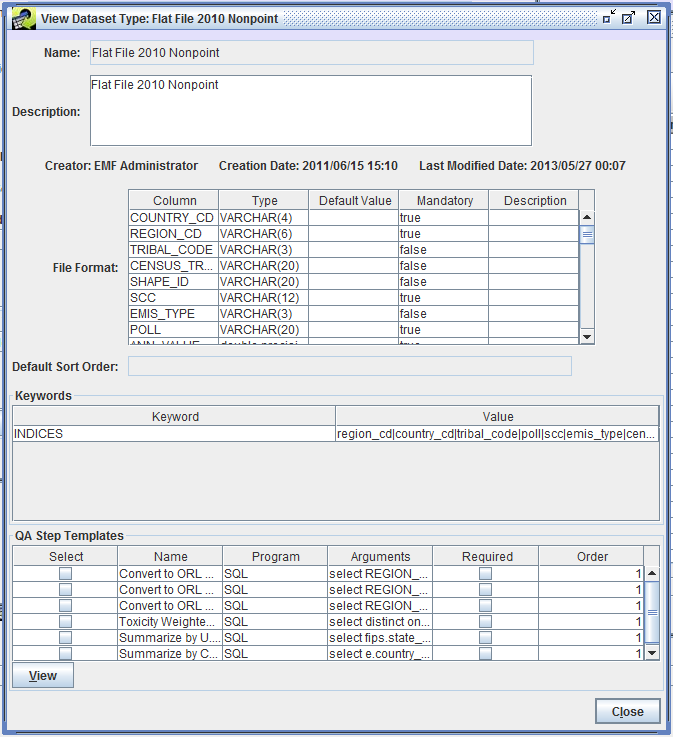 View Dataset Type: Flat File 2010 Nonpoint
Name: Flat File 2010 Nonpoint
Description: Flat File 2010 Nonpoint
Creator: EMF Administrator Creation Date: 2011/06/15 15:10 Last Modified Date: 2013/05/27 00:07
File Format:
Column Type Default Value Mandatory Description
COUNTRY_CD VARCHAR(4) true
REGION_CD VARCHAR(6) true
TRIBAL_CODE VARCHAR(3) false
CENSUS_TR... VARCHAR(20) false
SHAPE_ID VARCHAR(20) false
SCC VARCHAR(12) true
EMIS_TYPE VARCHAR(3) false
POLL VARCHAR(20) true
ANN_VALUE double precisi... true
Default Sort Order:
Keywords
Keyword Value
INDICES region_cd|country_cd|tribal_code|poll|scc|emis_type|cen...
QA Step Templates
Select Name Program Arguments Required Order
Convert to ORL ... SQL select REGION_... 1
Convert to ORL ... SQL select REGION_... 1
Convert to ORL ... SQL select REGION_... 1
Toxicity Weighte... SQL select distinct on... 1
Summarize by U... SQL select fips.state_... 1
Summarize by C... SQL select e.country_... 1
View
Close